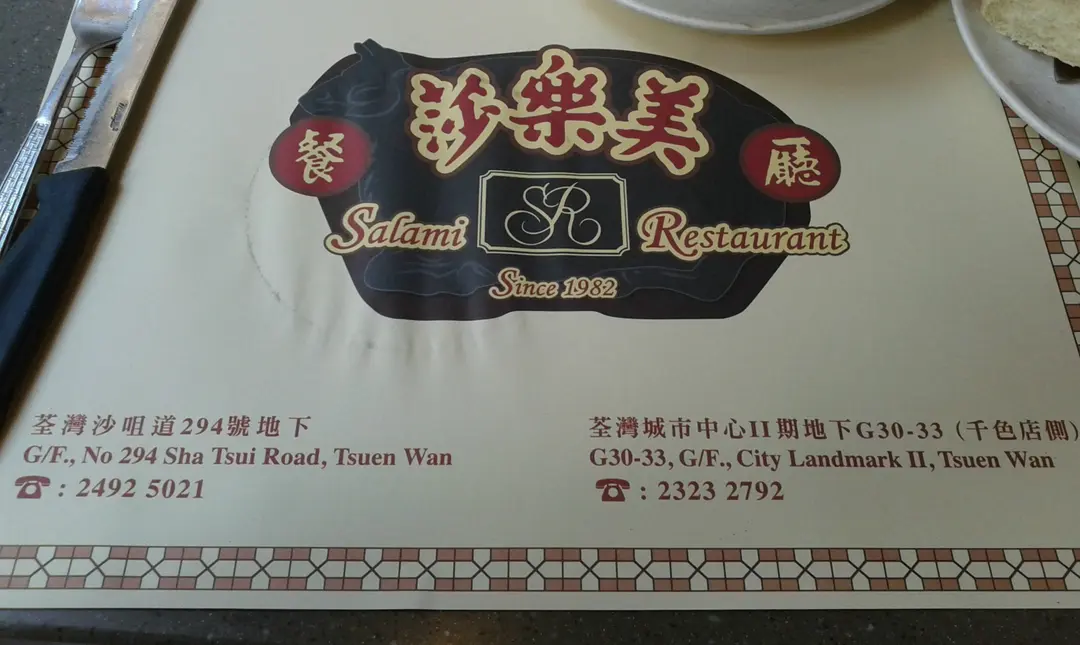 莎樂美
餐
廳
Salami
SR
Restaurant
Since 1982
荃灣沙咀道294號地下
G/F., No 294 Sha Tsui Road, Tsuen Wan
☎ : 2492 5021
荃灣城市中心II期地下G30-33 (千色店側)
G30-33, G/F., City Landmark II, Tsuen Wan
☎ : 2323 2792